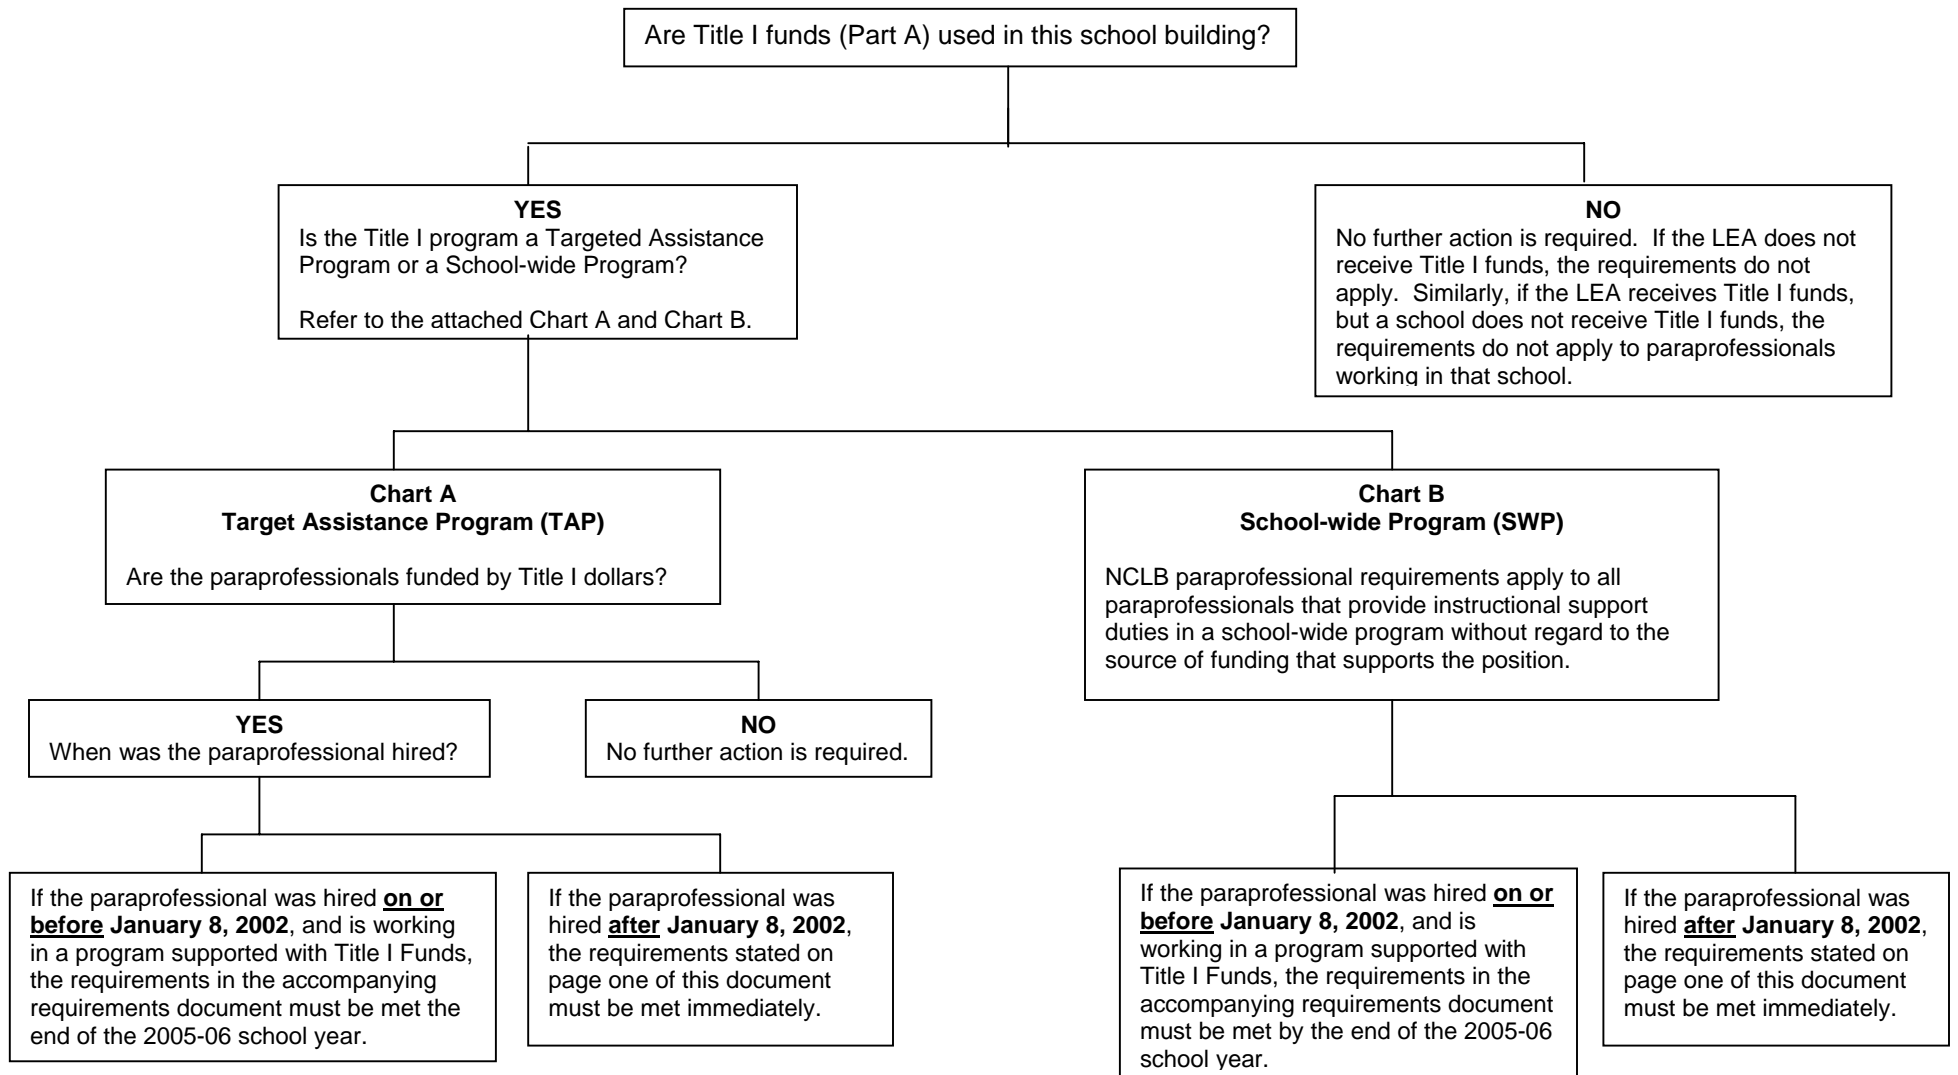 Are Title I funds (Part A) used in this school building?
YES
Is the Title I program a Targeted Assistance
Program or a School-wide Program?
Refer to the attached Chart A and Chart B.
NO
No further action is required. If the LEA does not
receive Title I funds, the requirements do not
apply. Similarly, if the LEA receives Title I funds,
but a school does not receive Title I funds, the
requirements do not apply to paraprofessionals
working in that school.
Chart A
Target Assistance Program (TAP)
Are the paraprofessionals funded by Title I dollars?
Chart B
School-wide Program (SWP)
NCLB paraprofessional requirements apply to all
paraprofessionals that provide instructional support
duties in a school-wide program without regard to the
source of funding that supports the position.
YES
When was the paraprofessional hired?
NO
No further action is required.
If the paraprofessional was hired on or
before January 8, 2002, and is working
in a program supported with Title I Funds,
the requirements in the accompanying
requirements document must be met the
end of the 2005-06 school year.
If the paraprofessional was
hired after January 8, 2002,
the requirements stated on
page one of this document
must be met immediately.
If the paraprofessional was hired on or
before January 8, 2002, and is
working in a program supported with
Title I Funds, the requirements in the
accompanying requirements document
must be met by the end of the 2005-06
school year.
If the paraprofessional was
hired after January 8, 2002,
the requirements stated on
page one of this document
must be met immediately.